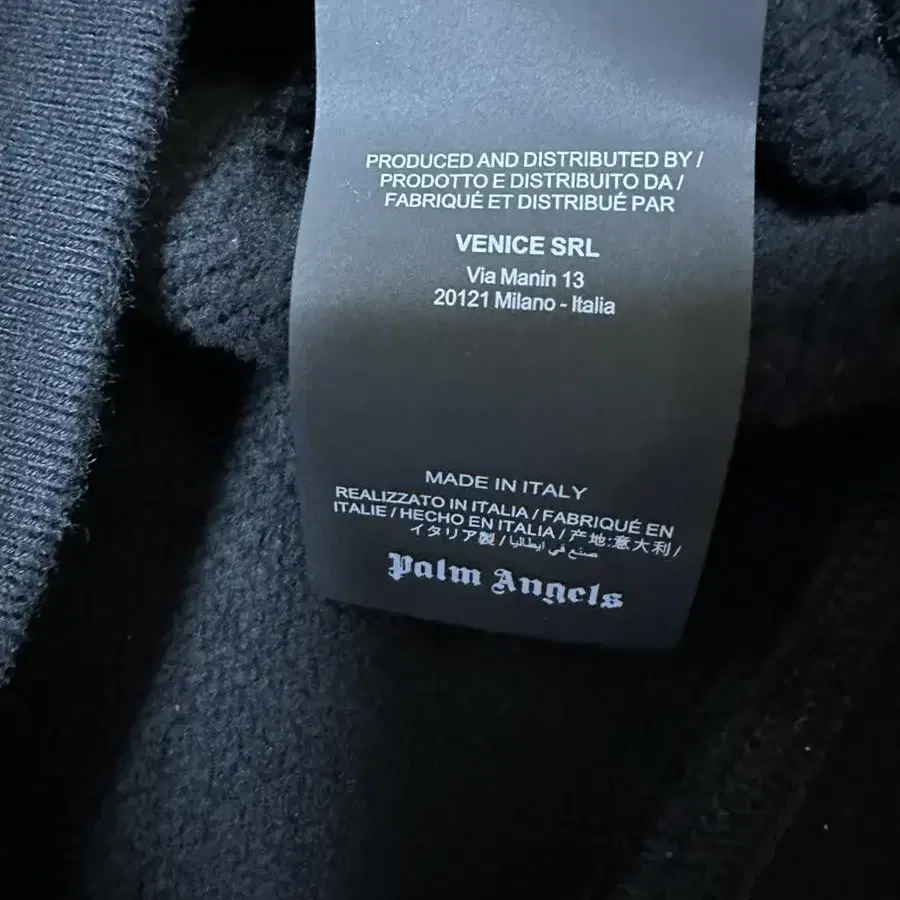 PRODUCED AND DISTRIBUTED BY /
PRODOTTO E DISTRIBUITO DA /
FABRIQUÉ ET DISTRIBUÉ PAR
VENICE SRL
Via Manin 13
20121 Milano - Italia
MADE IN ITALY
REALIZZATO IN ITALIA / FABRIQUÉ EN
ITALIE / HECHO EN ITALIA / 产地:意大利 /
イタリア製 / صنع في ايطاليا
Palm Angels